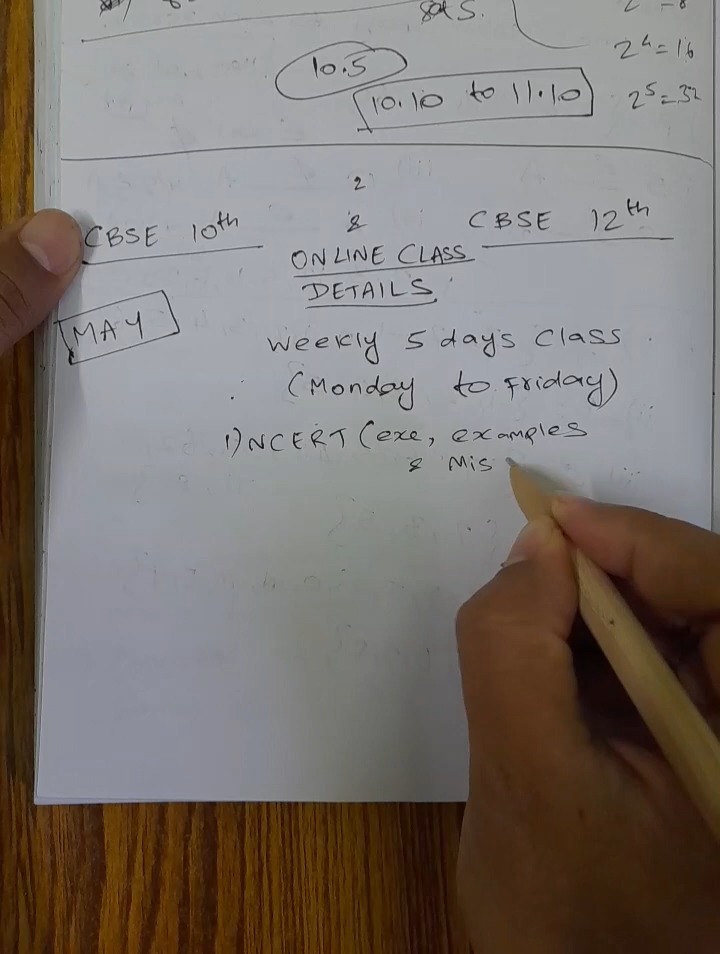 sets.
2⁴ = 16
10.5
10.10 to 11.10
2⁵ = 32
2
CBSE 10th & CBSE 12th
ONLINE CLASS
DETAILS
MAY
Weekly 5 days Class.
(Monday to Friday)
1) NCERT (exe, examples
& Mis